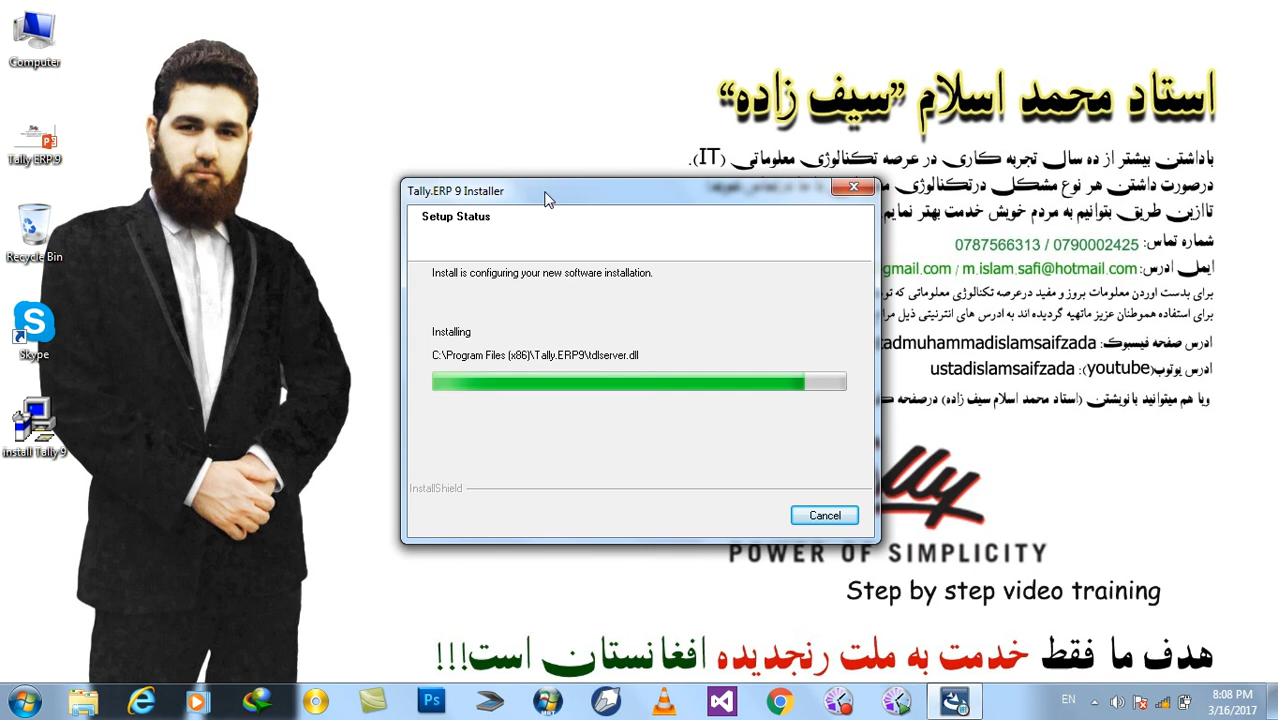 Computer
Tally ERP 9
Recycle Bin
Skype
install Tally 9
استاد محمد اسلام “سیف زاده”
باداشتن بیشتر از ده سال تجربه کاری در عرصه تکنالوژی معلوماتی (IT).
درصورت داشتن هر نوع مشکل درتکنالوژی
تاازین طریق بتوانیم به مردم خویش خدمت بهتر نمایم
شماره تماس: 0790002425 / 0787566313
ایمل ادرس: gmail.com / m.islam.safi@hotmail.com
برای بدست اوردن معلومات بروز و مفید درعرصه تکنالوژی معلوماتی که
برای استفاده هموطنان عزیز ماتهیه گردیده اند به ادرس های انترنیتی ذیل
ادرس صفحه فیسبوک: tadmuhammadislamsaifzada
ادرس یوتوب(youtube): ustadislamsaifzada
ویا هم میتوانید بانویشتن (استاد محمد اسلام سیف زاده) درصفحه
Tally.ERP 9 Installer
Setup Status
Install is configuring your new software installation.
Installing
C:\Program Files (x86)\Tally.ERP9\tdlserver.dll
InstallShield
Cancel
POWER OF SIMPLICITY
Step by step video training
هدف ما فقط خدمت به ملت رنجدیده افغانستان است!!!
Ps
EN
8:08 PM
3/16/2017